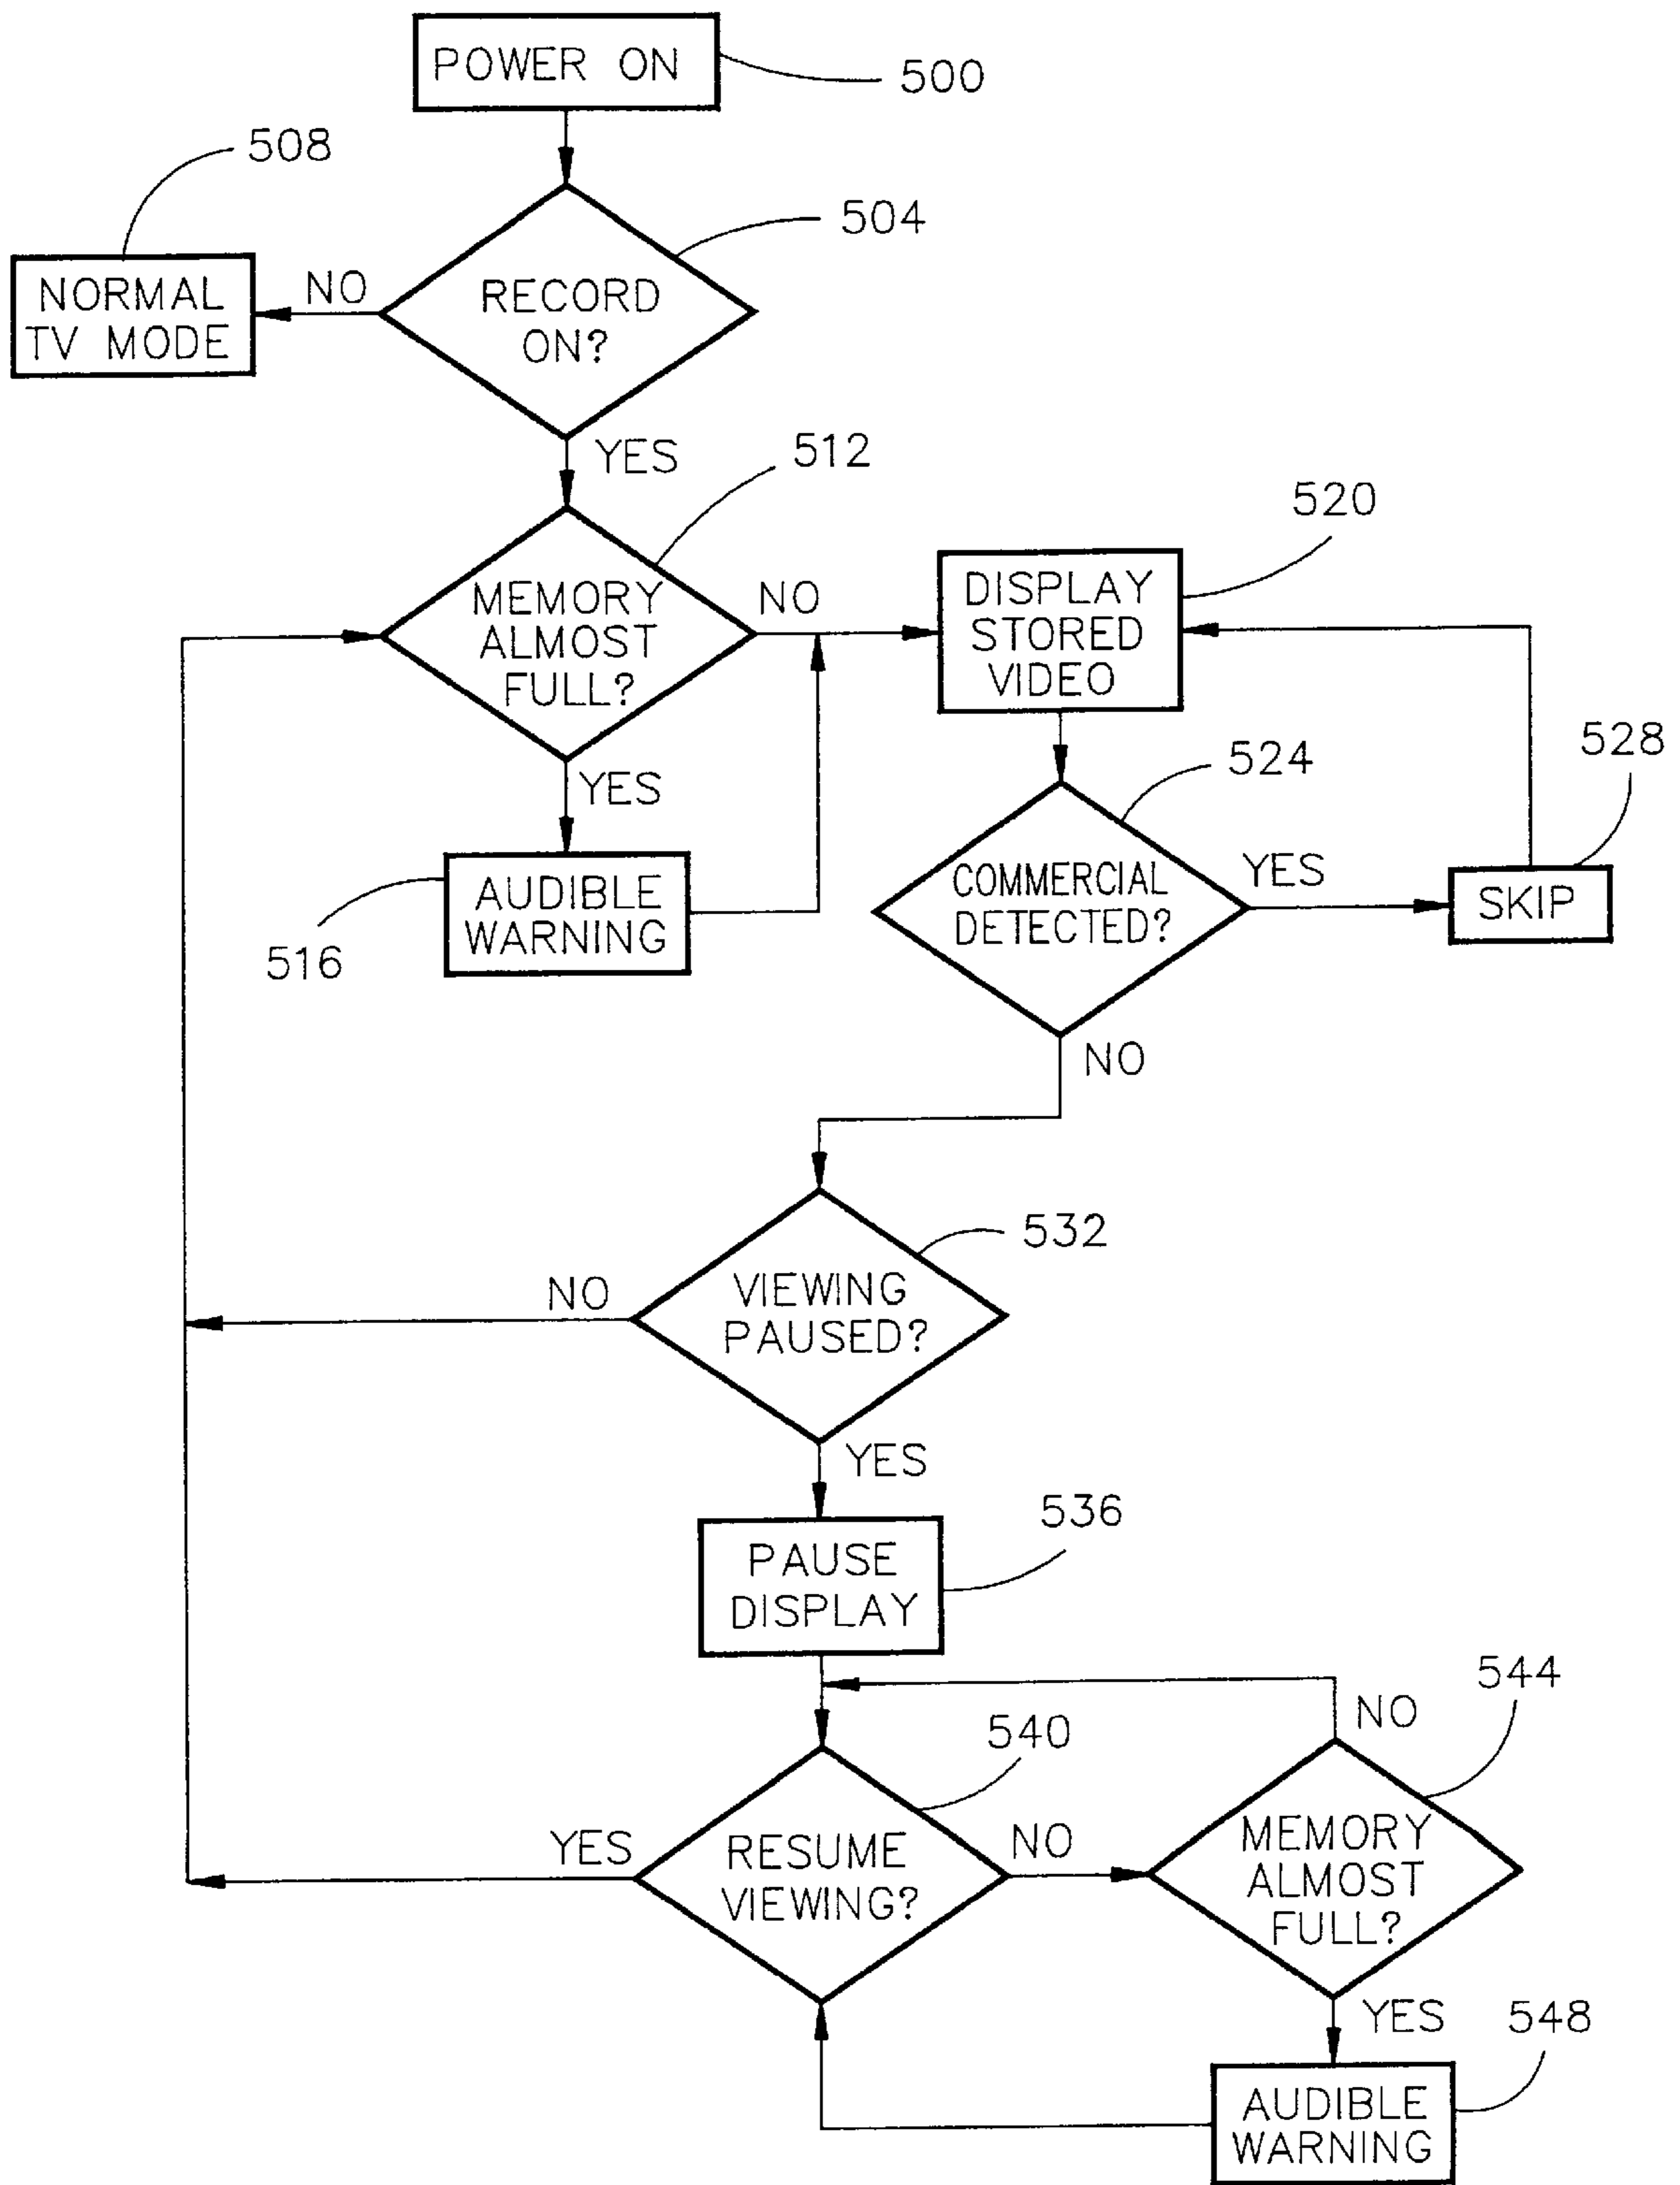 POWER ON
500
508
504
NORMAL
TV MODE
NO
RECORD
ON?
YES
512
520
MEMORY
ALMOST
FULL?
NO
DISPLAY
STORED
VIDEO
YES
524
528
AUDIBLE
WARNING
516
COMMERCIAL
DETECTED?
YES
SKIP
NO
532
NO
VIEWING
PAUSED?
YES
536
PAUSE
DISPLAY
544
NO
540
YES
RESUME
VIEWING?
NO
MEMORY
ALMOST
FULL?
YES
548
AUDIBLE
WARNING